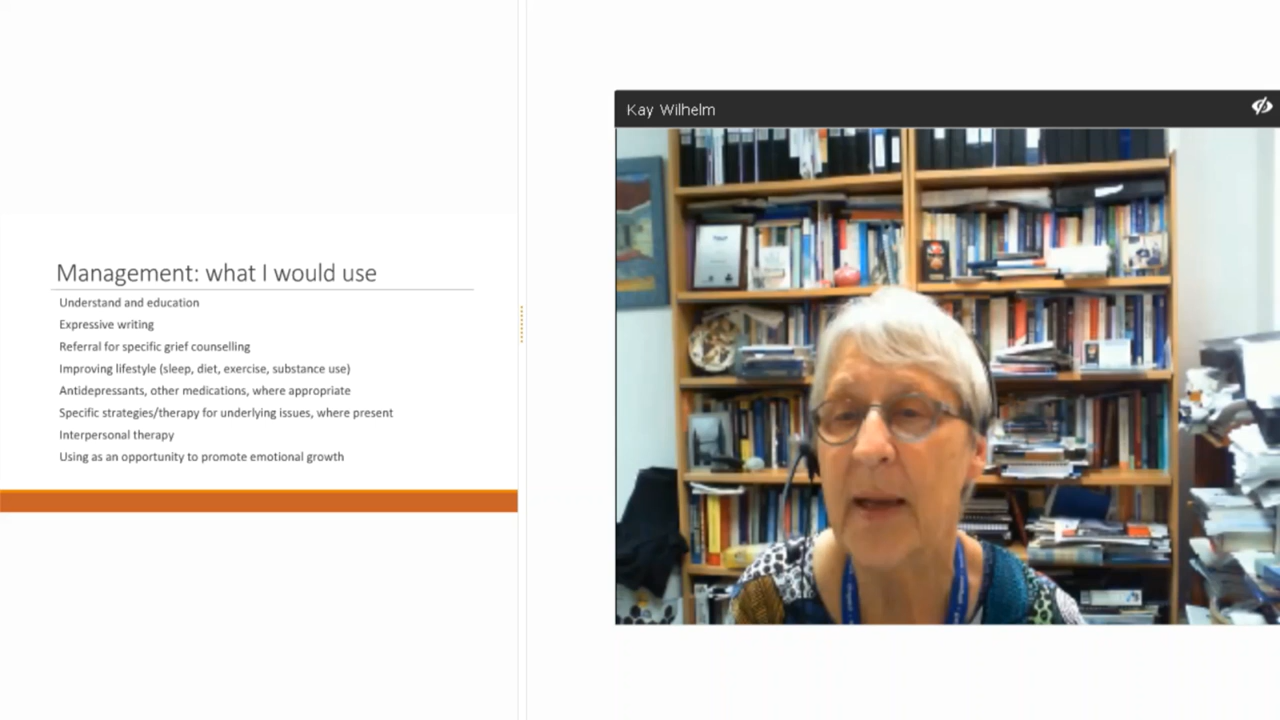 Management: what I would use
Understand and education
Expressive writing
Referral for specific grief counselling
Improving lifestyle (sleep, diet, exercise, substance use)
Antidepressants, other medications, where appropriate
Specific strategies/therapy for underlying issues, where present
Interpersonal therapy
Using as an opportunity to promote emotional growth
Kay Wilhelm